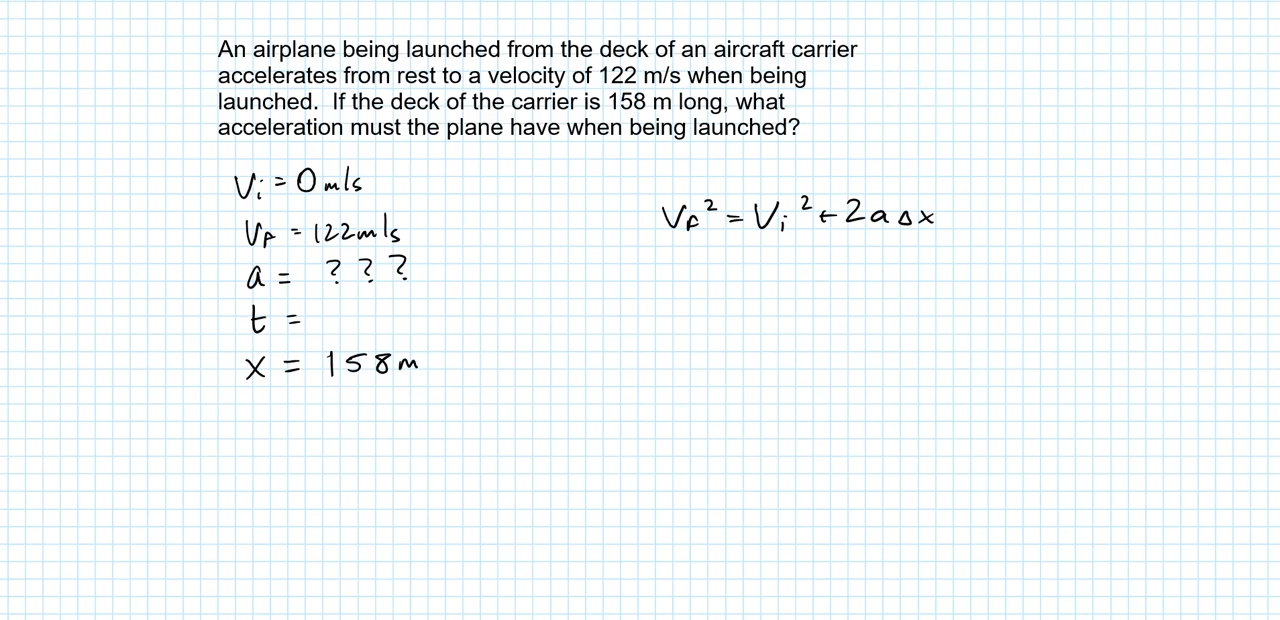 An airplane being launched from the deck of an aircraft carrier
accelerates from rest to a velocity of 122 m/s when being
launched.  If the deck of the carrier is 158 m long, what
acceleration must the plane have when being launched?
Vi = 0 m/s
VF = 122 m/s
a = ? ? ?
t =
x = 158 m
VF² = Vi² + 2a Δx